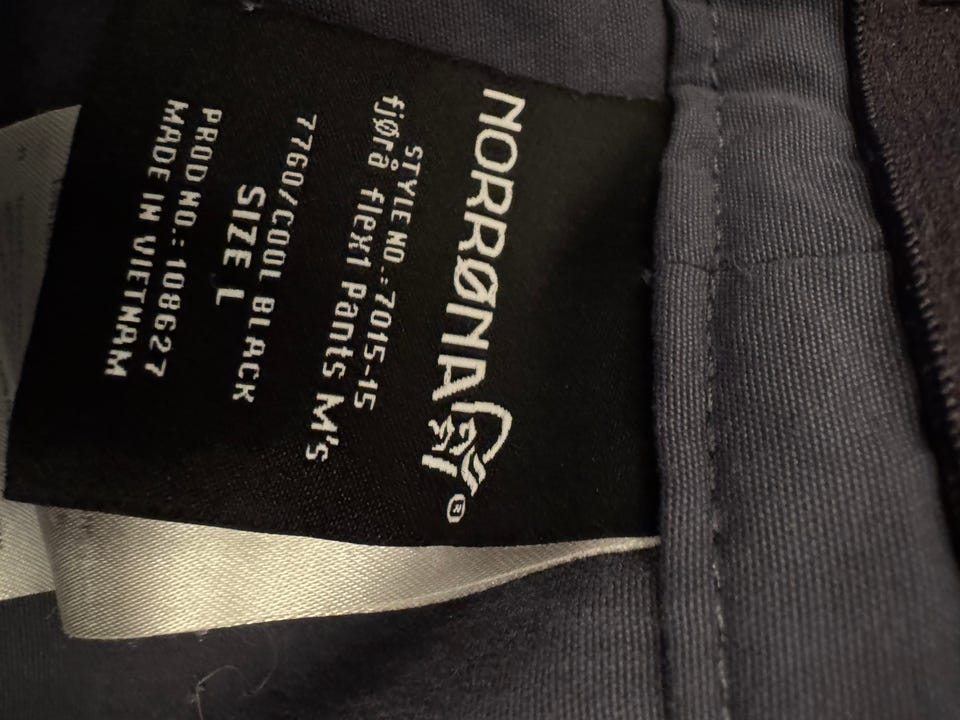 NORRØNA®
STYLE NO.: 7015-15
fjørå flex1 Pants M's
7760/COOL BLACK
SIZE L
PROD NO.: 108627
MADE IN VIETNAM